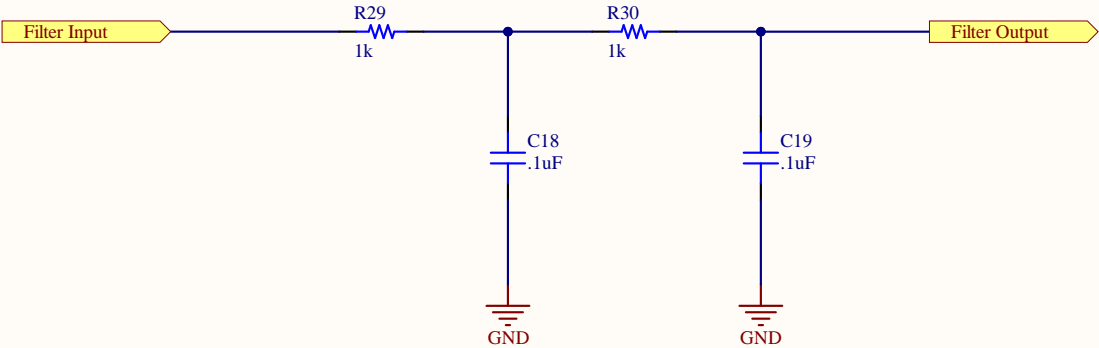 R29
R30
Filter Input
Filter Output
1k
1k
C18
C19
.1uF
.1uF
GND
GND